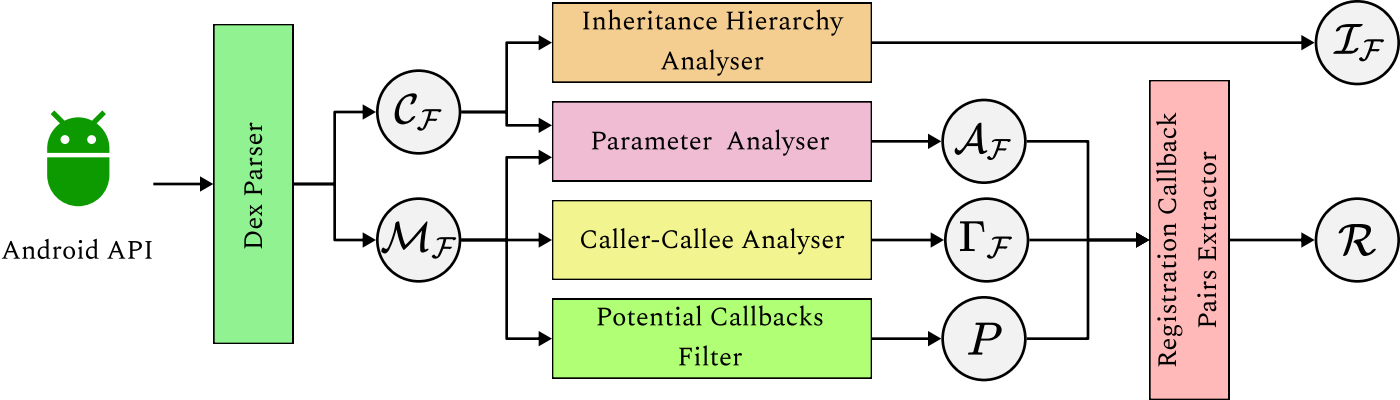 Android API
Dex Parser
𝒞_ℱ
ℳ_ℱ
Inheritance Hierarchy
Analyser
Parameter Analyser
Caller-Callee Analyser
Potential Callbacks
Filter
𝒜_ℱ
Γ_ℱ
P
Registration Callback
Pairs Extractor
ℐ_ℱ
ℛ